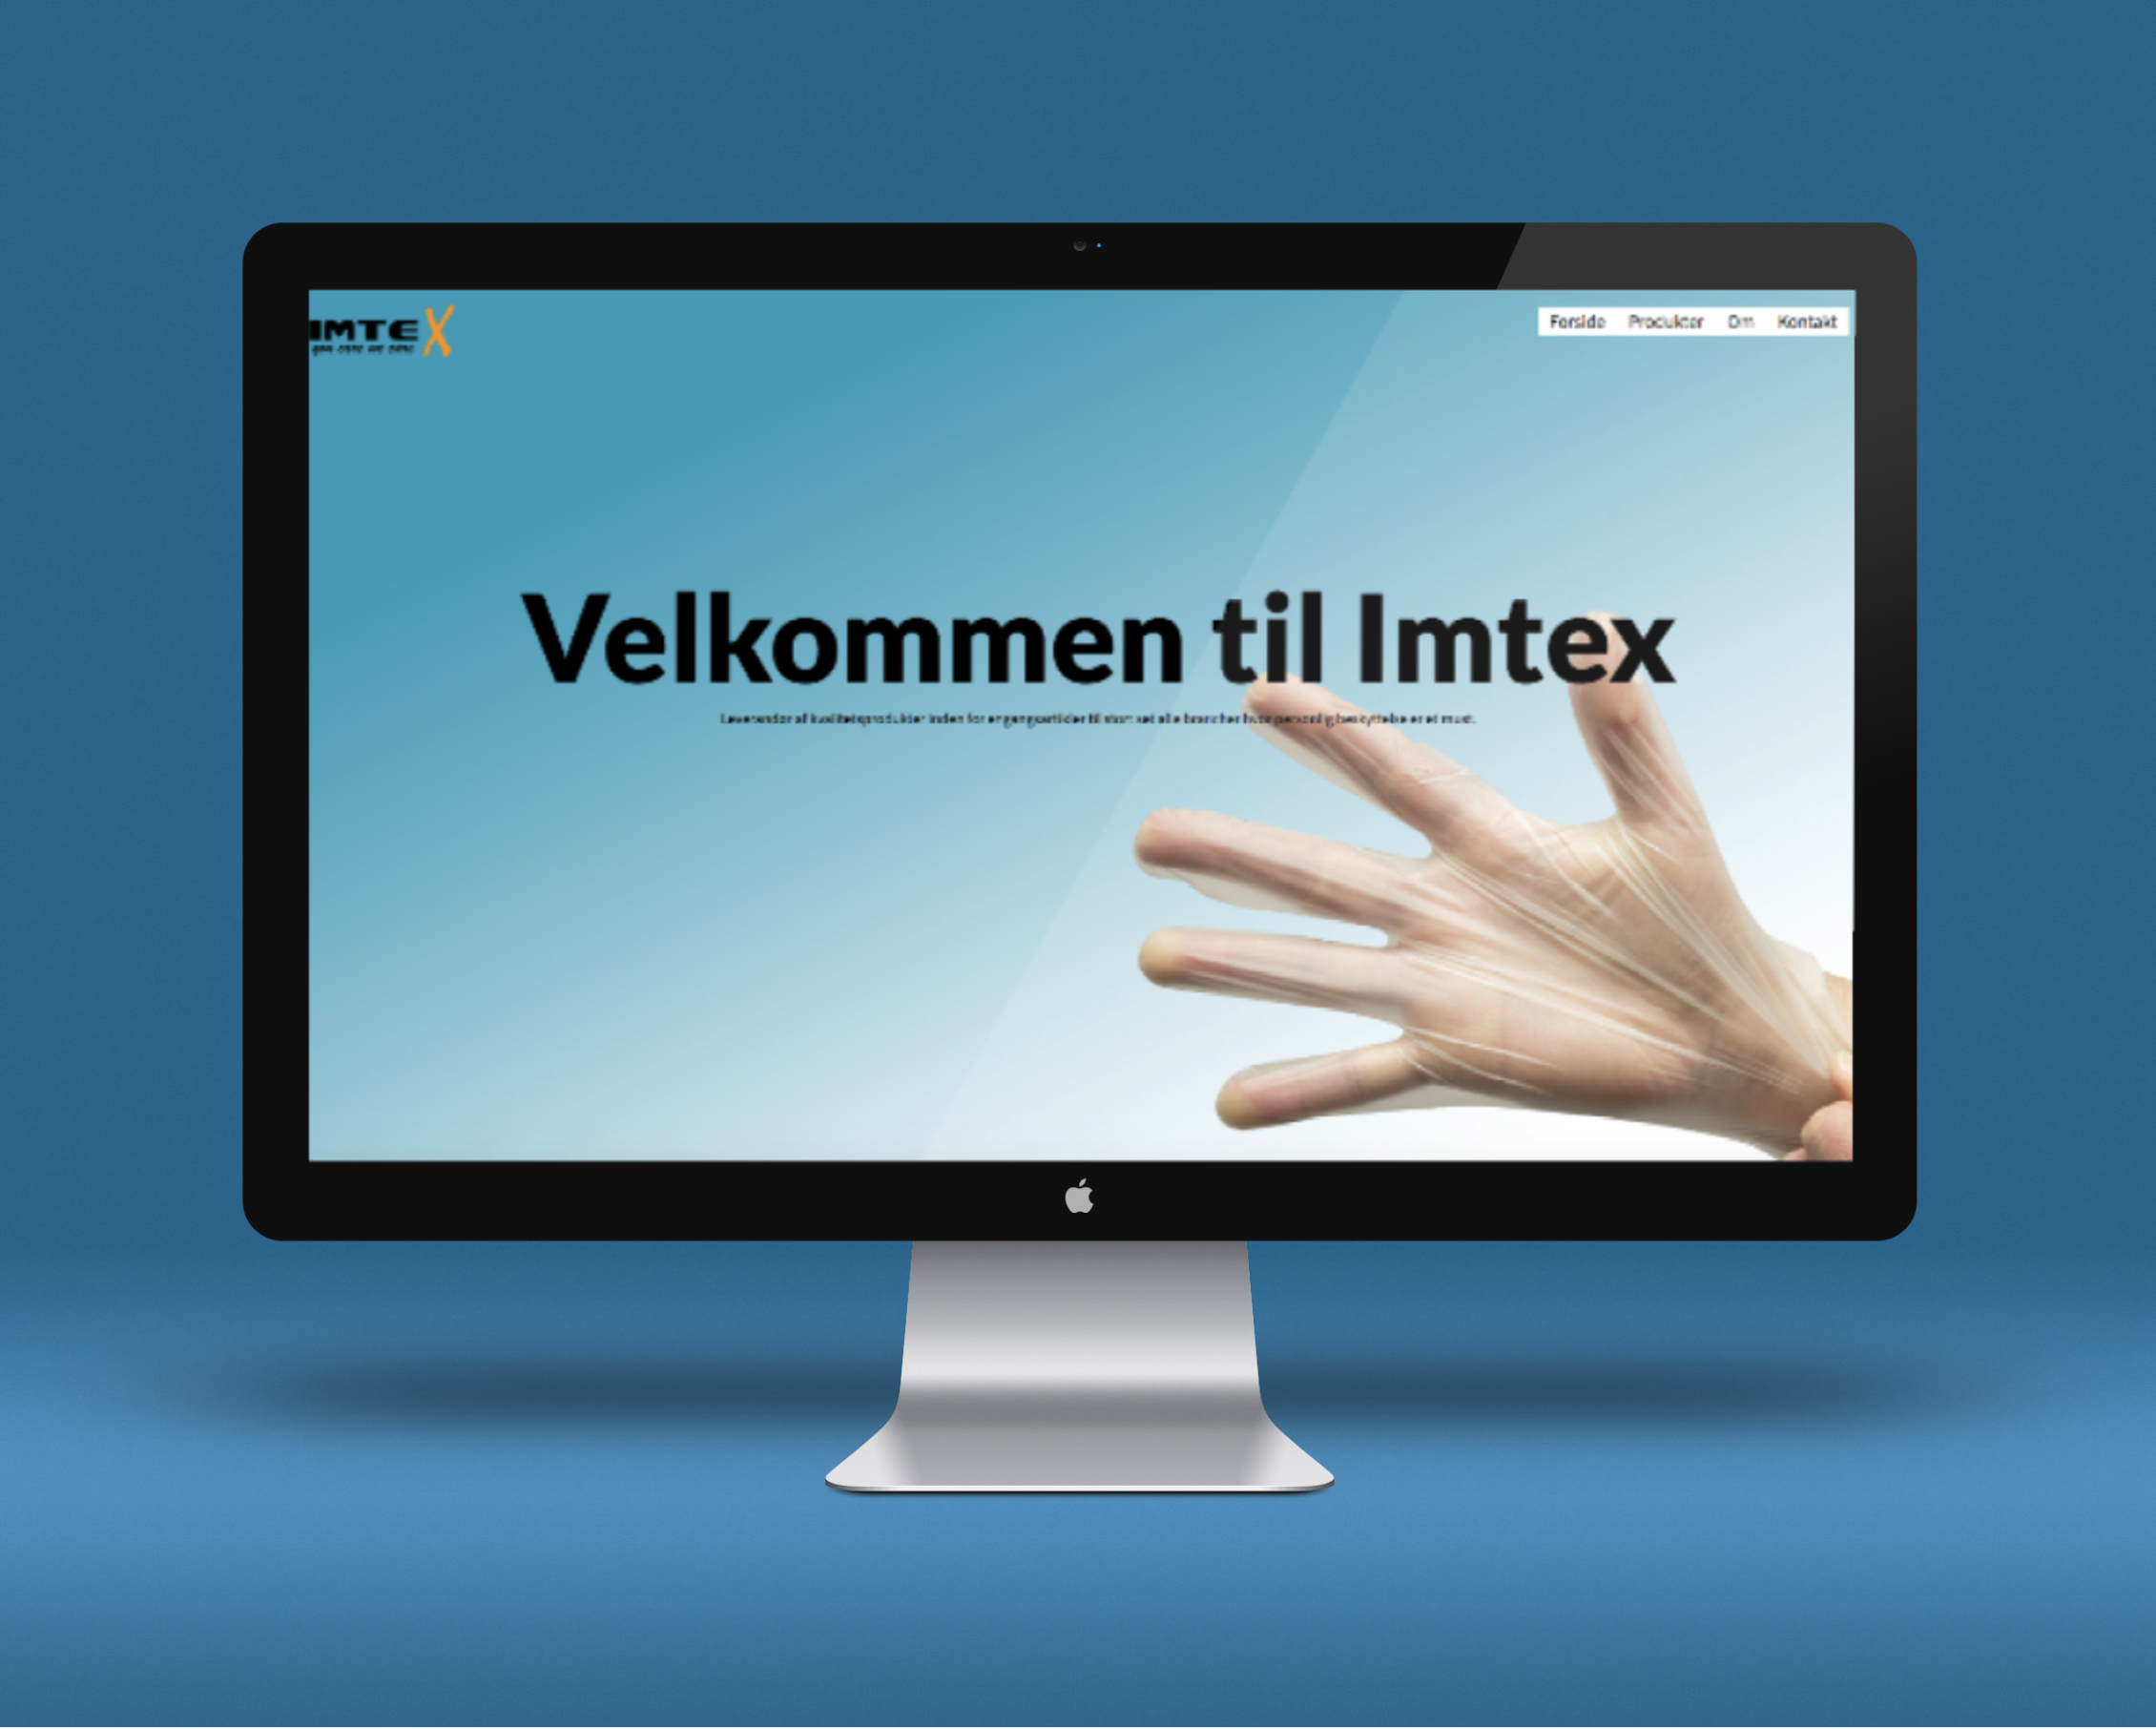 IMTEX
you care we care
Forside Produkter Om Kontakt
Velkommen til Imtex
Leverandør af kvalitetsprodukter inden for engangsartikler til stort set alle brancher hvor personlig beskyttelse er et must.